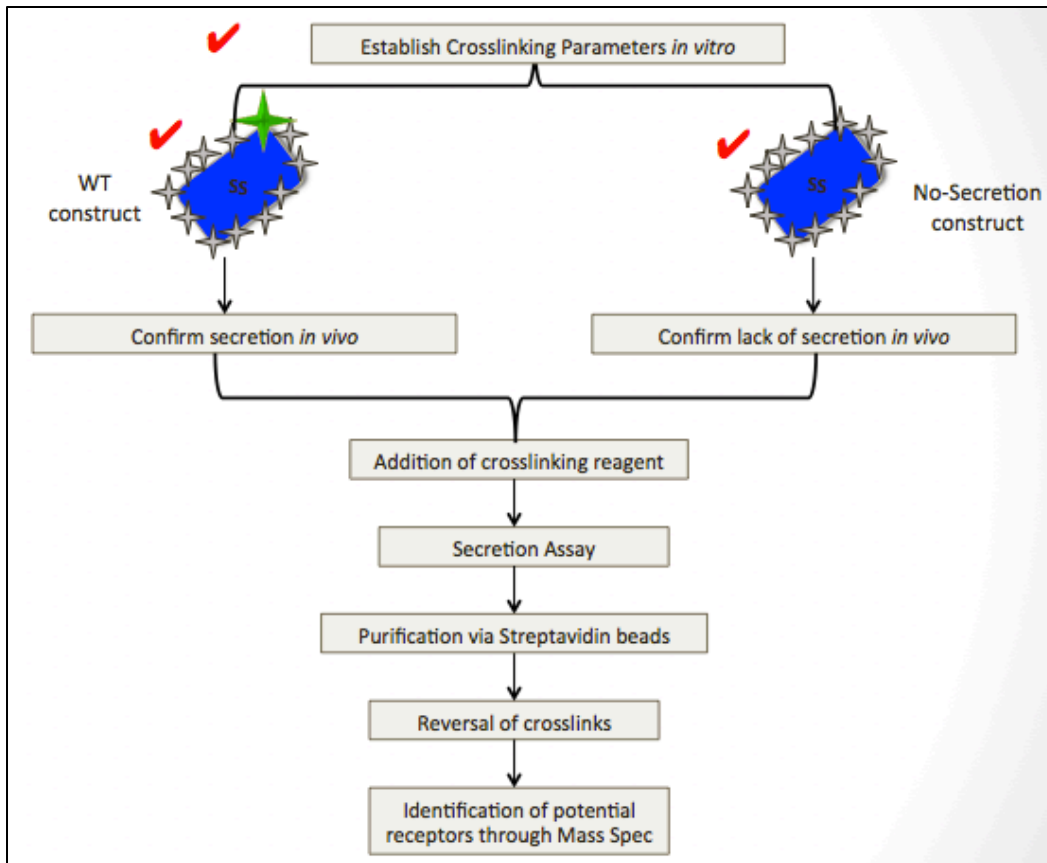 Establish Crosslinking Parameters in vitro
WT
construct
SS
SS
No-Secretion
construct
Confirm secretion in vivo
Confirm lack of secretion in vivo
Addition of crosslinking reagent
Secretion Assay
Purification via Streptavidin beads
Reversal of crosslinks
Identification of potential
receptors through Mass Spec